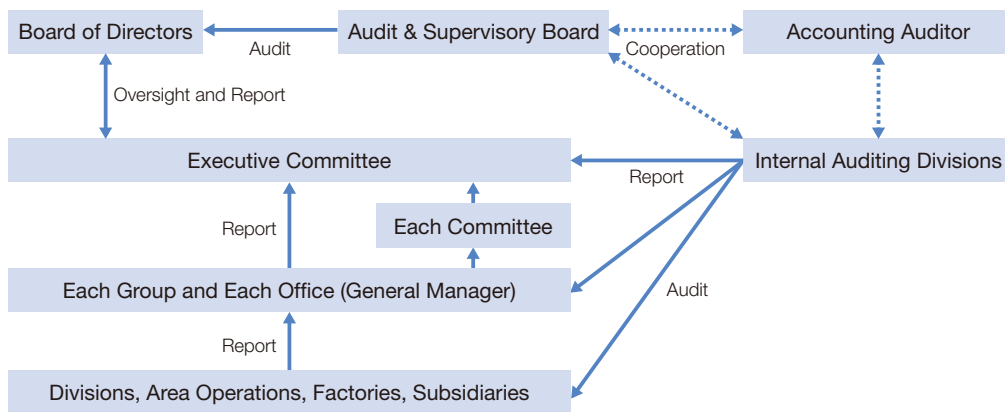 Board of Directors
Audit
Audit & Supervisory Board
Cooperation
Accounting Auditor
Oversight and Report
Executive Committee
Report
Internal Auditing Divisions
Report
Each Committee
Each Group and Each Office (General Manager)
Audit
Report
Divisions, Area Operations, Factories, Subsidiaries